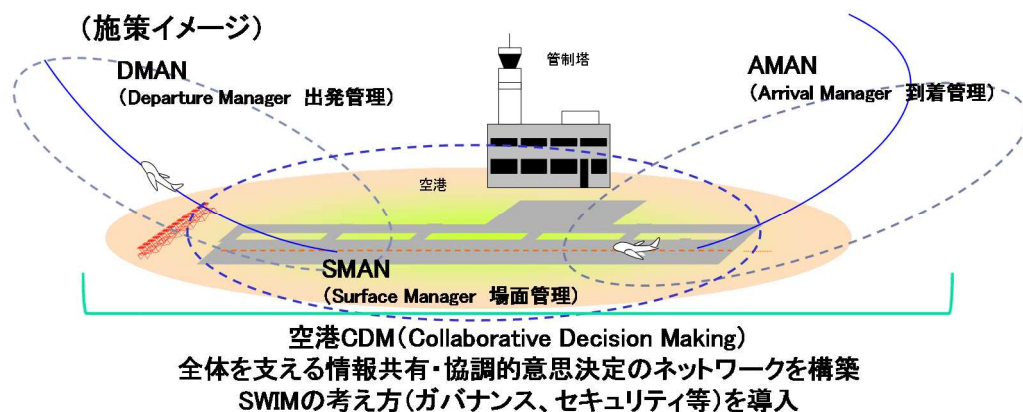 （施策イメージ）
DMAN
（Departure Manager 出発管理）
管制塔
AMAN
（Arrival Manager 到着管理）
空港
SMAN
（Surface Manager 場面管理）
空港CDM（Collaborative Decision Making）
全体を支える情報共有・協調的意思決定のネットワークを構築
SWIMの考え方（ガバナンス、セキュリティ等）を導入